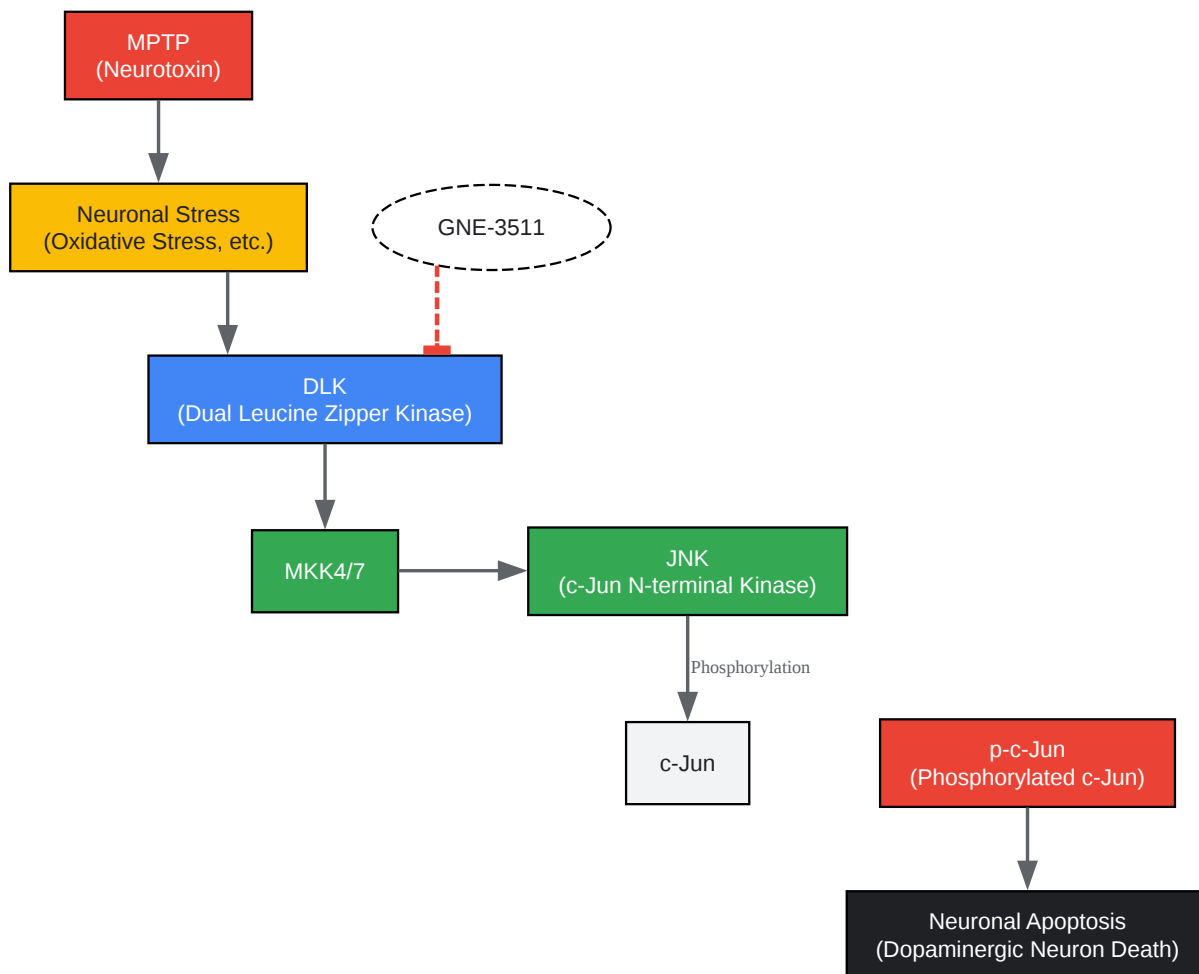 MPTP
(Neurotoxin)
Neuronal Stress
(Oxidative Stress, etc.)
GNE-3511
DLK
(Dual Leucine Zipper Kinase)
MKK4/7
JNK
(c-Jun N-terminal Kinase)
Phosphorylation
c-Jun
p-c-Jun
(Phosphorylated c-Jun)
Neuronal Apoptosis
(Dopaminergic Neuron Death)